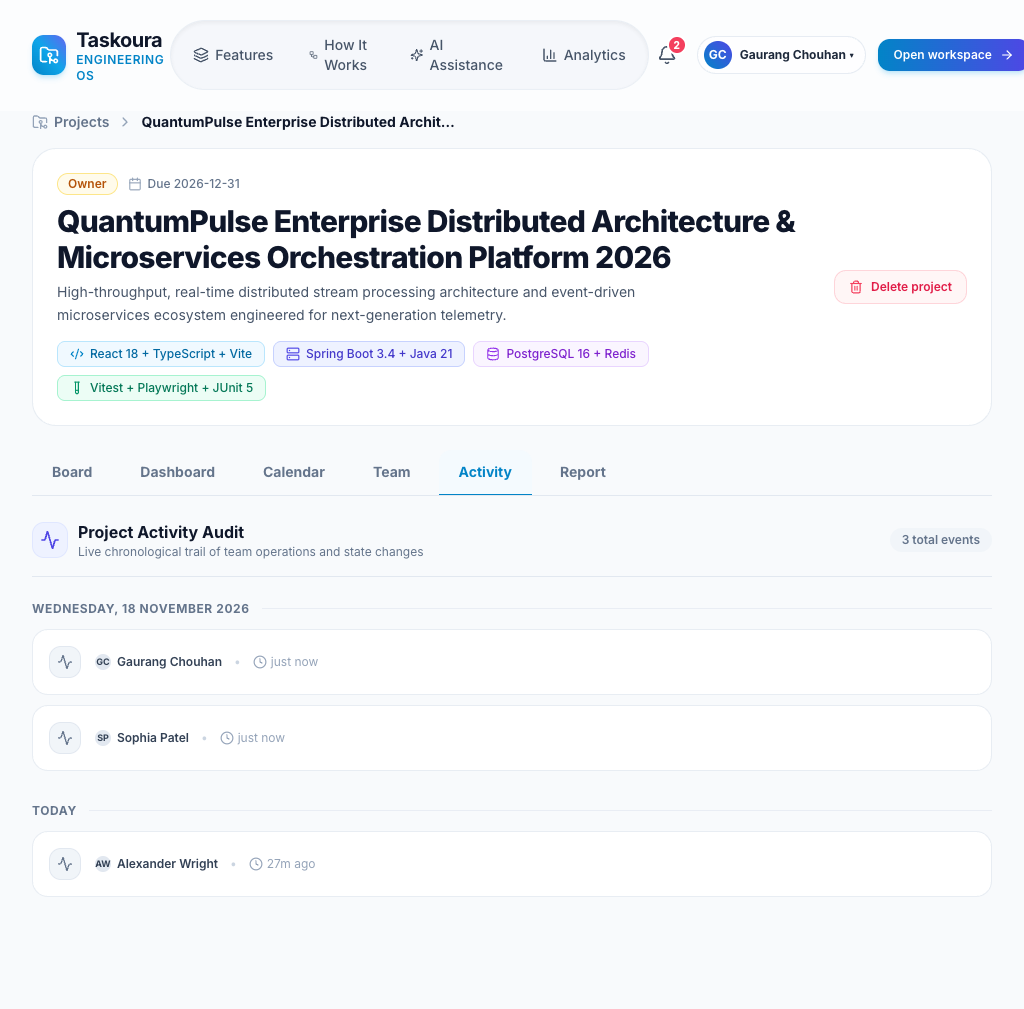 Taskoura
ENGINEERING
OS
Features
How It
Works
AI
Assistance
Analytics
2
GC
Gaurang Chouhan
Open workspace
Projects
QuantumPulse Enterprise Distributed Archit...
Owner
Due 2026-12-31
QuantumPulse Enterprise Distributed Architecture &
Microservices Orchestration Platform 2026
High-throughput, real-time distributed stream processing architecture and event-driven
microservices ecosystem engineered for next-generation telemetry.
Delete project
React 18 + TypeScript + Vite
Spring Boot 3.4 + Java 21
PostgreSQL 16 + Redis
Vitest + Playwright + JUnit 5
Board
Dashboard
Calendar
Team
Activity
Report
Project Activity Audit
Live chronological trail of team operations and state changes
3 total events
WEDNESDAY, 18 NOVEMBER 2026
GC Gaurang Chouhan • just now
SP Sophia Patel • just now
TODAY
AW Alexander Wright • 27m ago